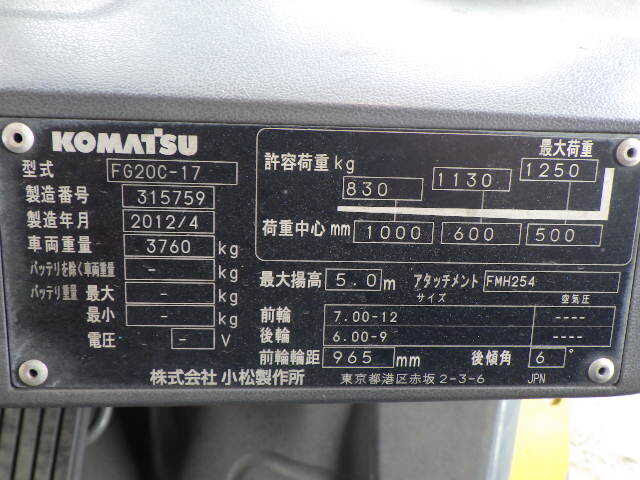 KOMATSU
型式 FG20C-17
製造番号 315759
製造年月 2012/4
車両重量 3760 kg
バッテリを除く車両重量 - kg
バッテリ重量 最大 - kg
最小 - kg
電圧 - V
最大荷重
許容荷重 kg 830 1130 1250
荷重中心 mm 1000 600 500
最大揚高 5.0 m アタッチメント FMH254
サイズ 空気圧
前輪 7.00-12 ----
後輪 6.00-9 ----
前輪輪距 965 mm 後傾角 6 °
株式会社 小松製作所 東京都港区赤坂2-3-6 JPN